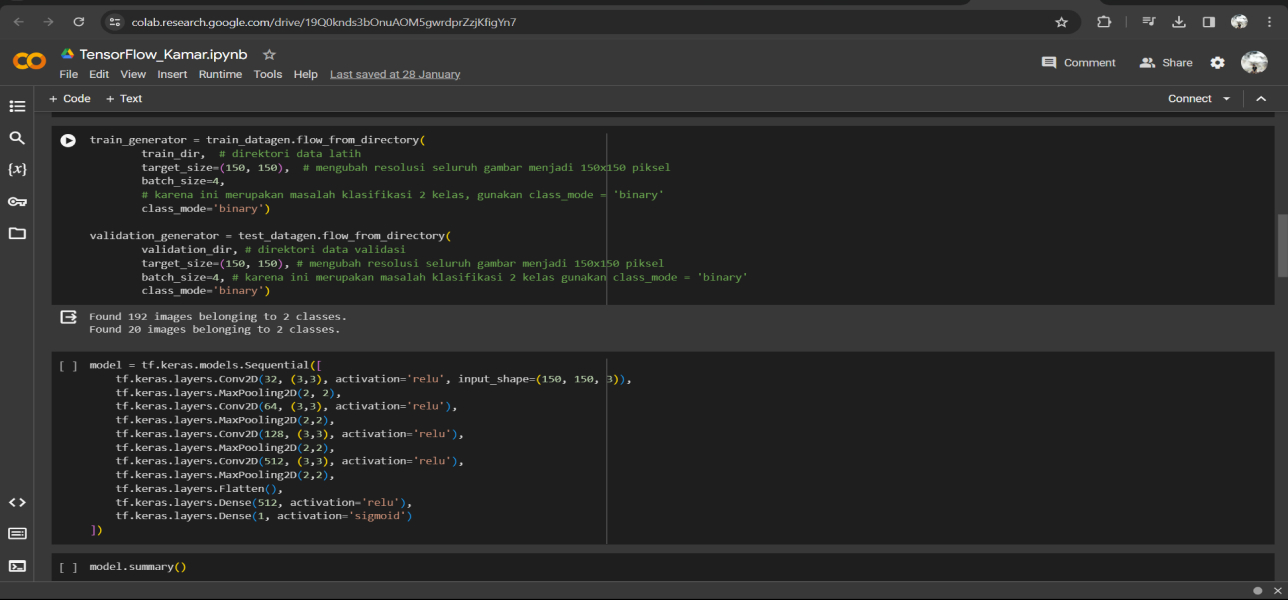 colab.research.google.com/drive/19Q0knds3bOnuAOM5gwrdprZzjKfigYn7
CO TensorFlow_Kamar.ipynb
File Edit View Insert Runtime Tools Help Last saved at 28 January
Comment Share
+ Code + Text
Connect
train_generator = train_datagen.flow_from_directory(
train_dir, # direktori data latih
target_size=(150, 150), # mengubah resolusi seluruh gambar menjadi 150x150 piksel
batch_size=4,
# karena ini merupakan masalah klasifikasi 2 kelas, gunakan class_mode = 'binary'
class_mode='binary')
validation_generator = test_datagen.flow_from_directory(
validation_dir, # direktori data validasi
target_size=(150, 150), # mengubah resolusi seluruh gambar menjadi 150x150 piksel
batch_size=4, # karena ini merupakan masalah klasifikasi 2 kelas gunakan class_mode = 'binary'
class_mode='binary')
Found 192 images belonging to 2 classes.
Found 20 images belonging to 2 classes.
[ ] model = tf.keras.models.Sequential([
tf.keras.layers.Conv2D(32, (3,3), activation='relu', input_shape=(150, 150, 3)),
tf.keras.layers.MaxPooling2D(2, 2),
tf.keras.layers.Conv2D(64, (3,3), activation='relu'),
tf.keras.layers.MaxPooling2D(2,2),
tf.keras.layers.Conv2D(128, (3,3), activation='relu'),
tf.keras.layers.MaxPooling2D(2,2),
tf.keras.layers.Conv2D(512, (3,3), activation='relu'),
tf.keras.layers.MaxPooling2D(2,2),
tf.keras.layers.Flatten(),
tf.keras.layers.Dense(512, activation='relu'),
tf.keras.layers.Dense(1, activation='sigmoid')
])
[ ] model.summary()
{x}
<>